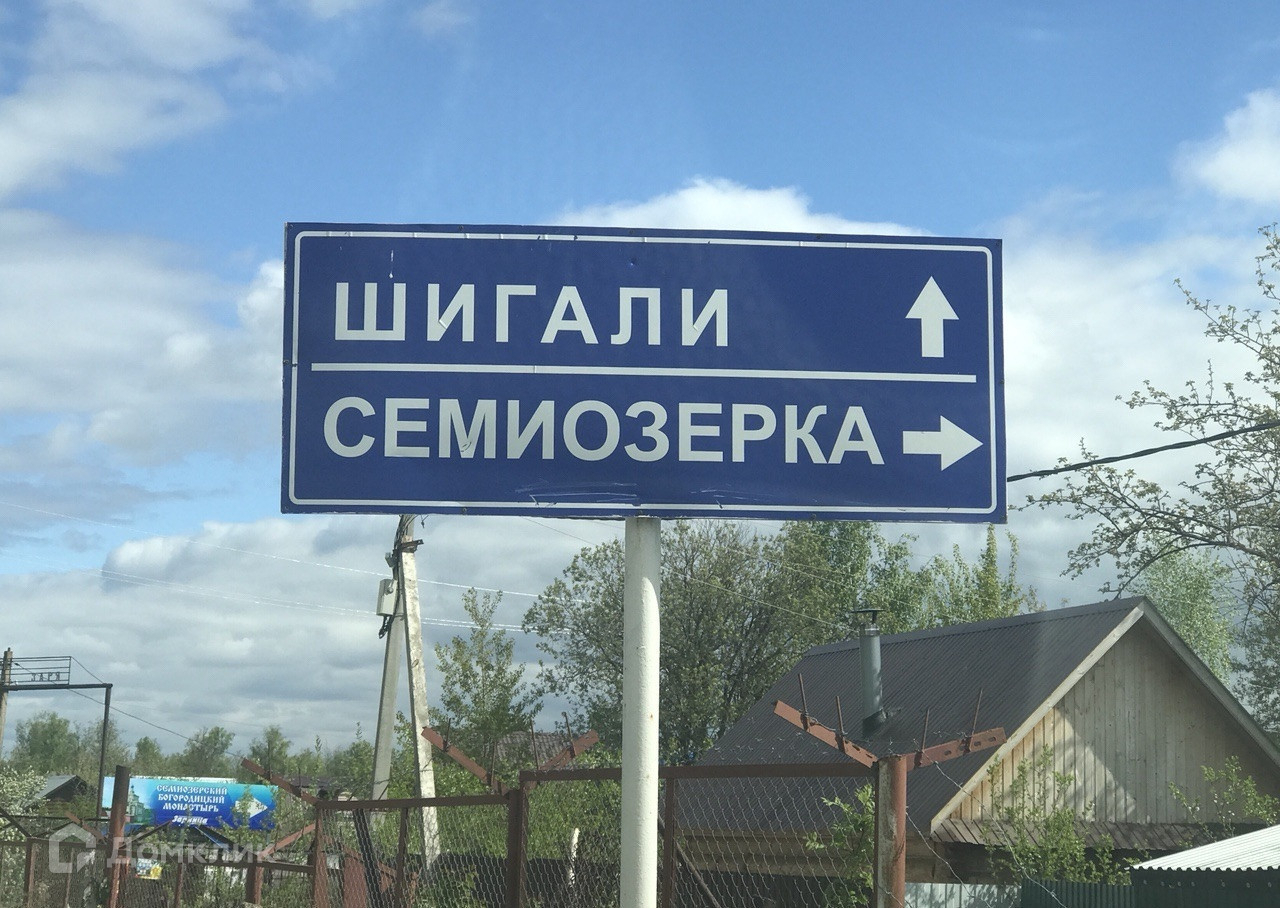 ШИГАЛИ
СЕМИОЗЕРКА
СЕМИОЗЕРСКИЙ
БОГОРОДИЦКИЙ
МОНАСТЫРЬ
Домклик